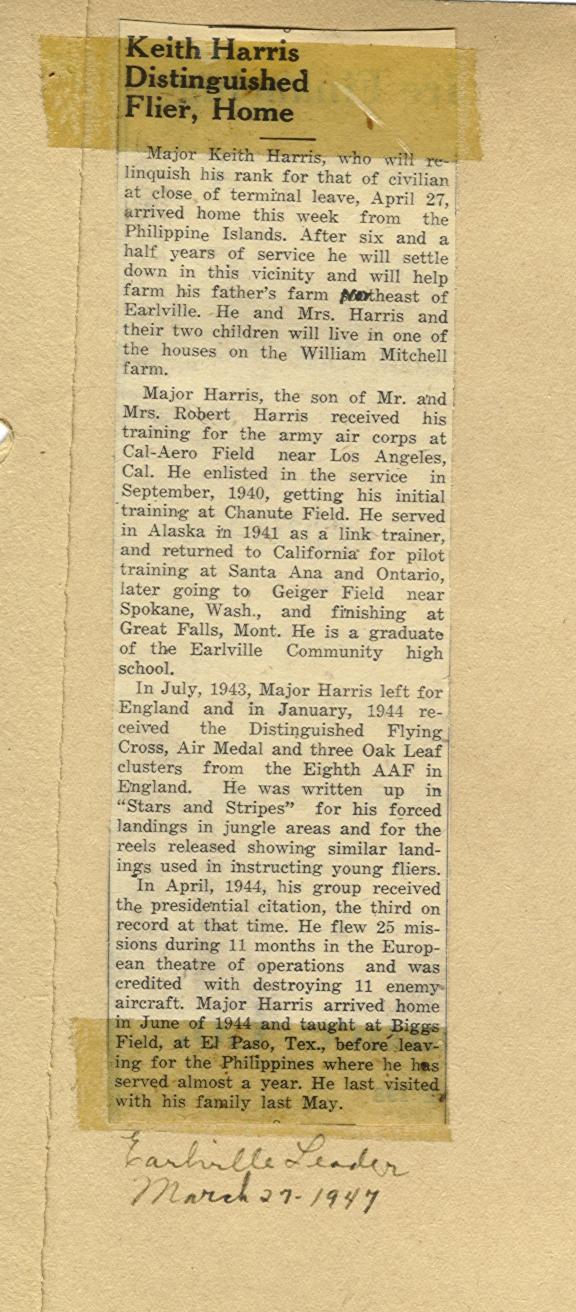 Keith Harris
Distinguished
Flier, Home
Major Keith Harris, who will re-
linquish his rank for that of civilian
at close of terminal leave, April 27,
arrived home this week from the
Philippine Islands. After six and a
half years of service he will settle
down in this vicinity and will help
farm his father's farm theast of
Earlville. He and Mrs. Harris and
their two children will live in one of
the houses on the William Mitchell
farm.
Major Harris, the son of Mr. and
Mrs. Robert Harris received his
training for the army air corps at
Cal-Aero Field near Los Angeles,
Cal. He enlisted in the service in
September, 1940, getting his initial
training at Chanute Field. He served
in Alaska in 1941 as a link trainer,
and returned to California for pilot
training at Santa Ana and Ontario,
later going to Geiger Field near
Spokane, Wash., and finishing at
Great Falls, Mont. He is a graduate
of the Earlville Community high
school.
In July, 1943, Major Harris left for
England and in January, 1944 re-
ceived the Distinguished Flying
Cross, Air Medal and three Oak Leaf
clusters from the Eighth AAF in
England. He was written up in
"Stars and Stripes" for his forced
landings in jungle areas and for the
reels released showing similar land-
ings used in instructing young fliers.
In April, 1944, his group received
the presidential citation, the third on
record at that time. He flew 25 mis-
sions during 11 months in the Europ-
ean theatre of operations and was
credited with destroying 11 enemy
aircraft. Major Harris arrived home
in June of 1944 and taught at Biggs
Field, at El Paso, Tex., before leav-
ing for the Philippines where he has
served almost a year. He last visited
with his family last May.
Earlville Leader
March 27-1947